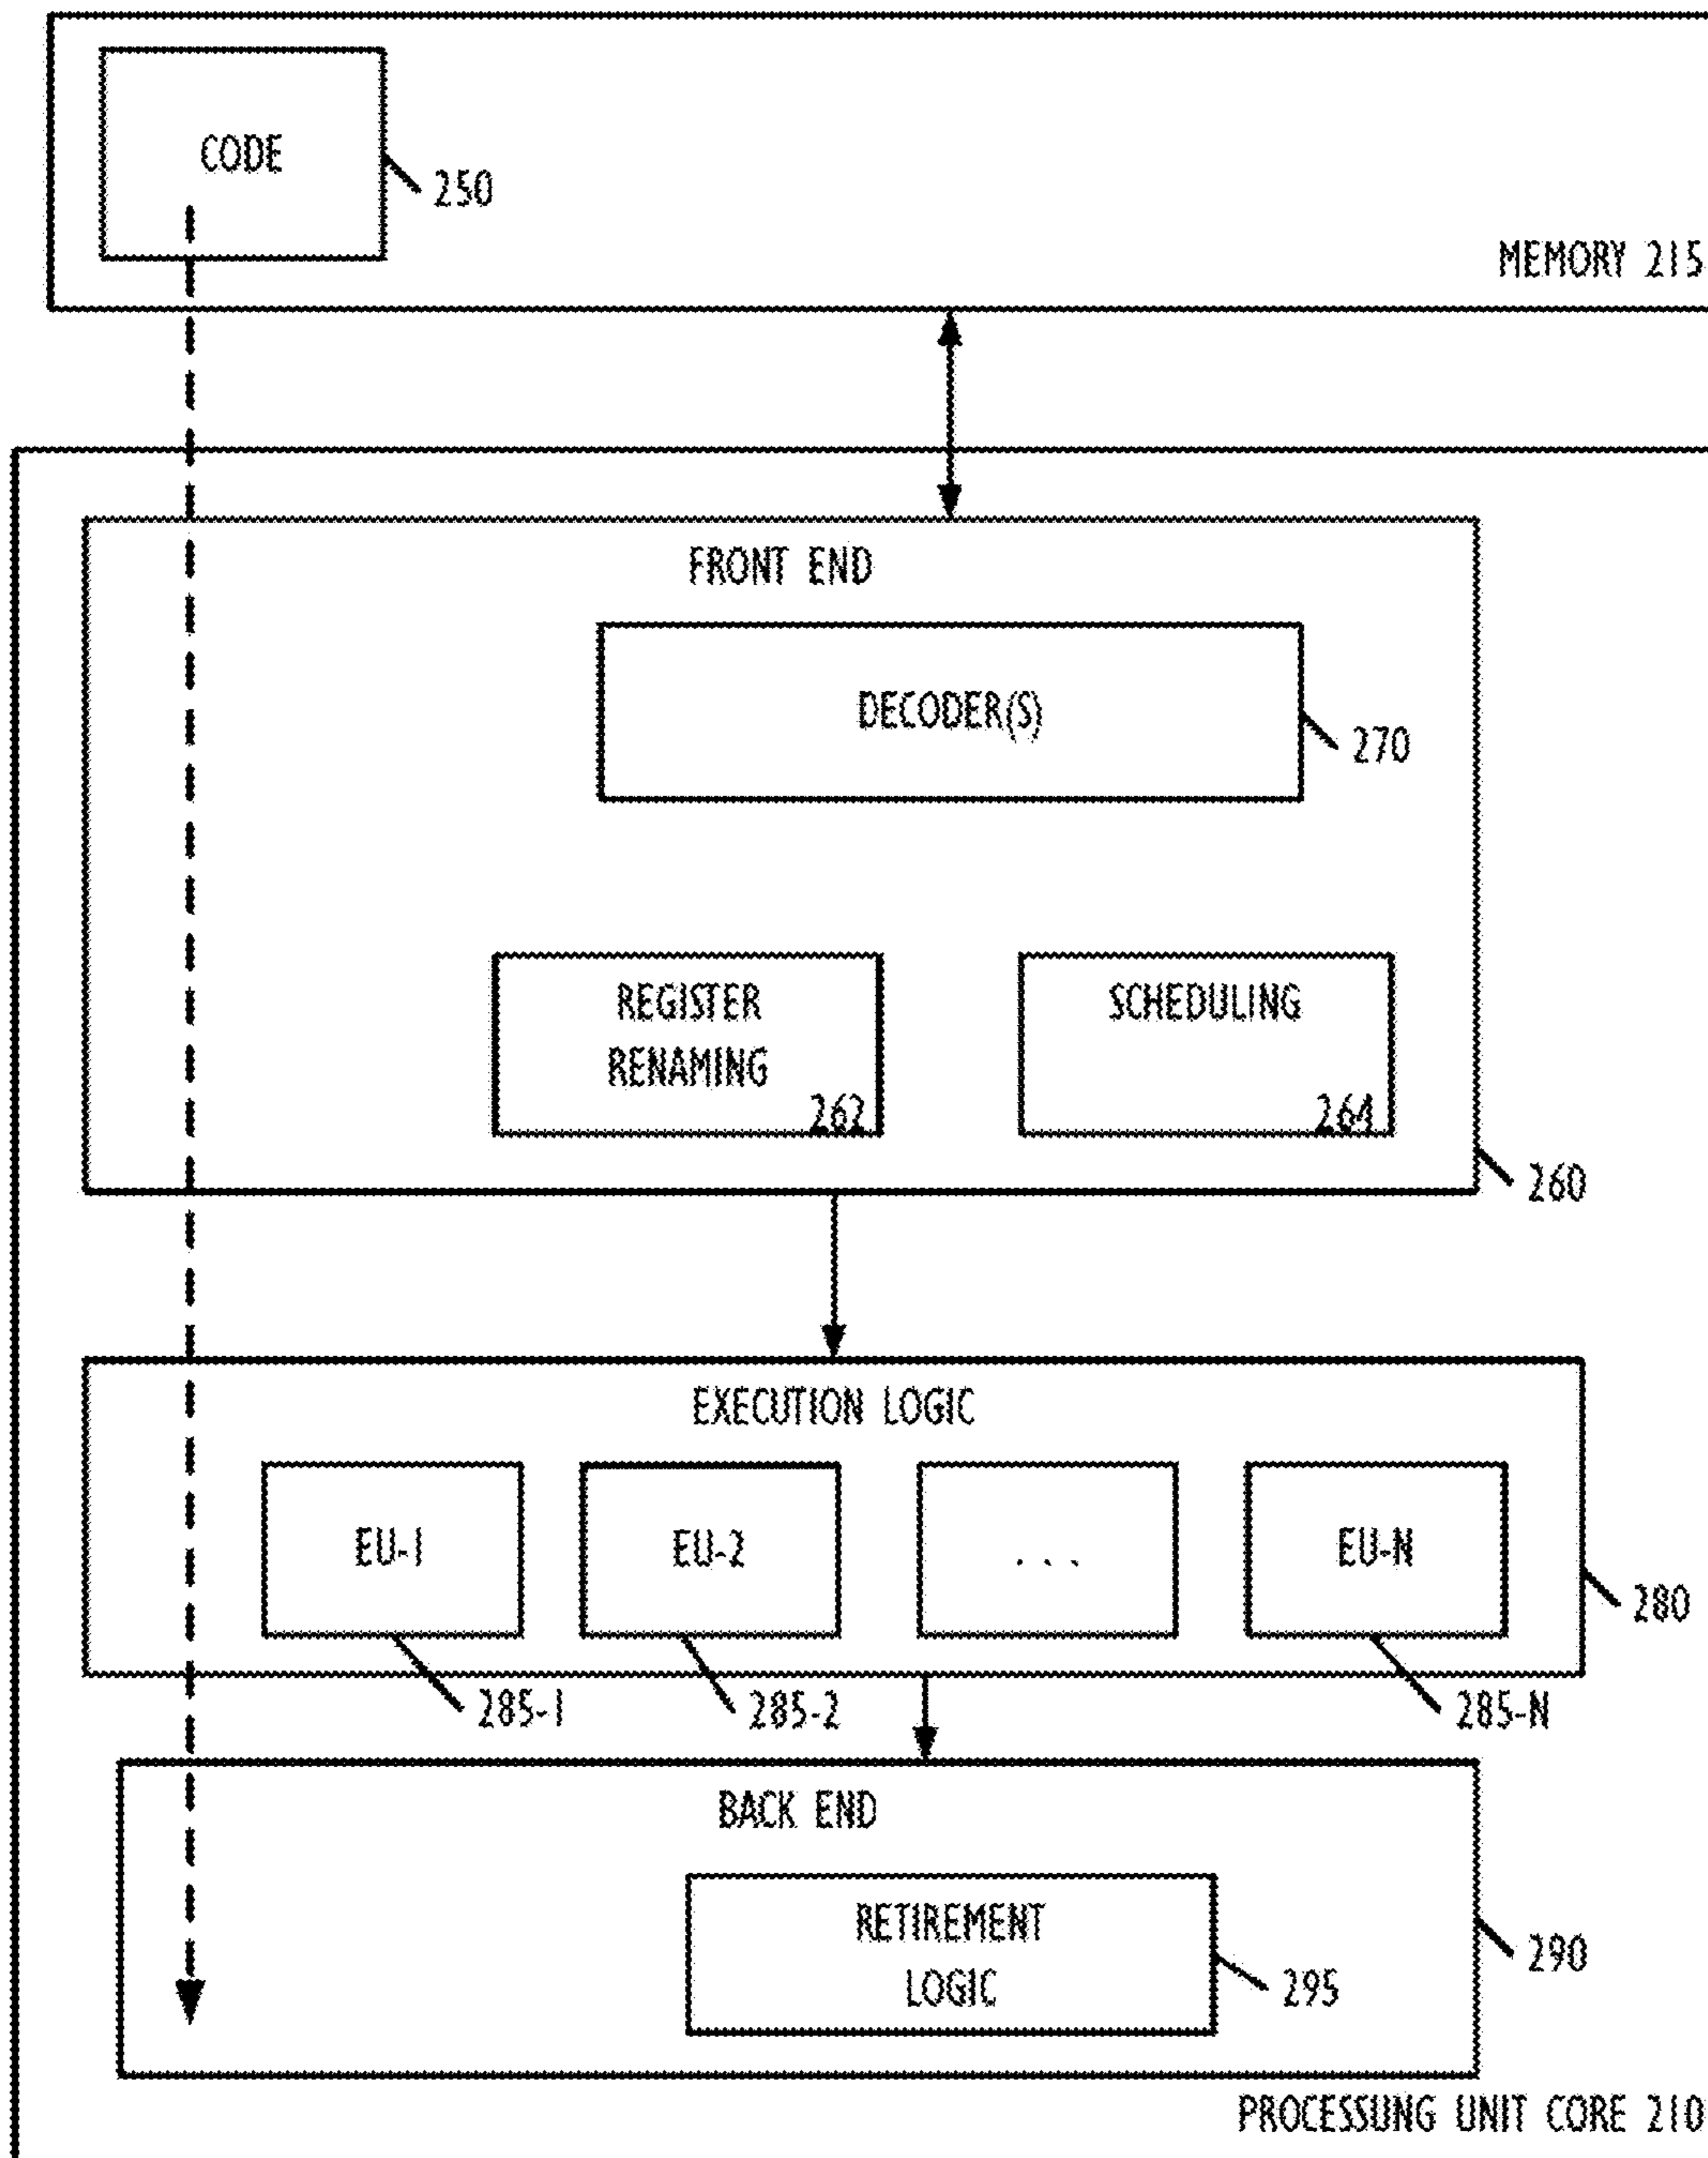 CODE
250
MEMORY 215
FRONT END
DECODER(S)
270
REGISTER
RENAMING
262
SCHEDULING
264
260
EXECUTION LOGIC
EU-1
EU-2
. . .
EU-N
280
285-1
285-2
285-N
BACK END
RETIREMENT
LOGIC
295
290
PROCESSUNG UNIT CORE 210